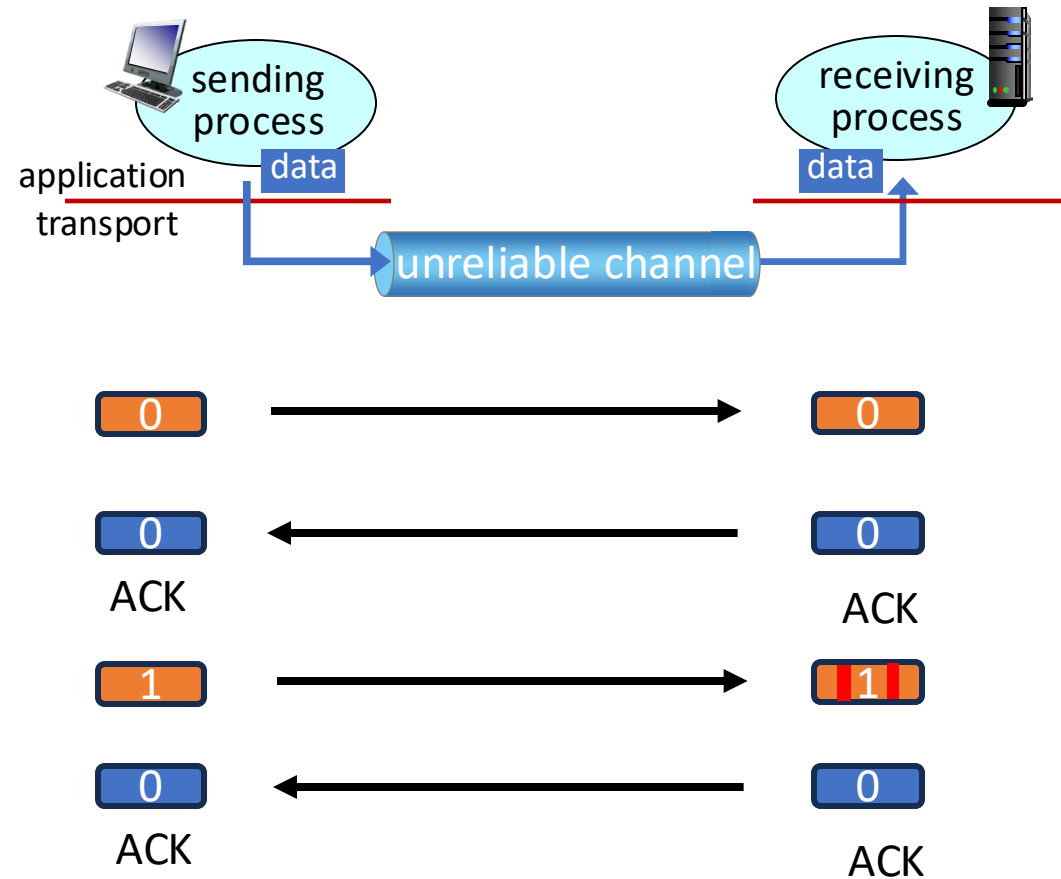 sending
process
data
receiving
process
data
application
transport
unreliable channel
0
0
0
0
ACK
ACK
1
1
0
0
ACK
ACK